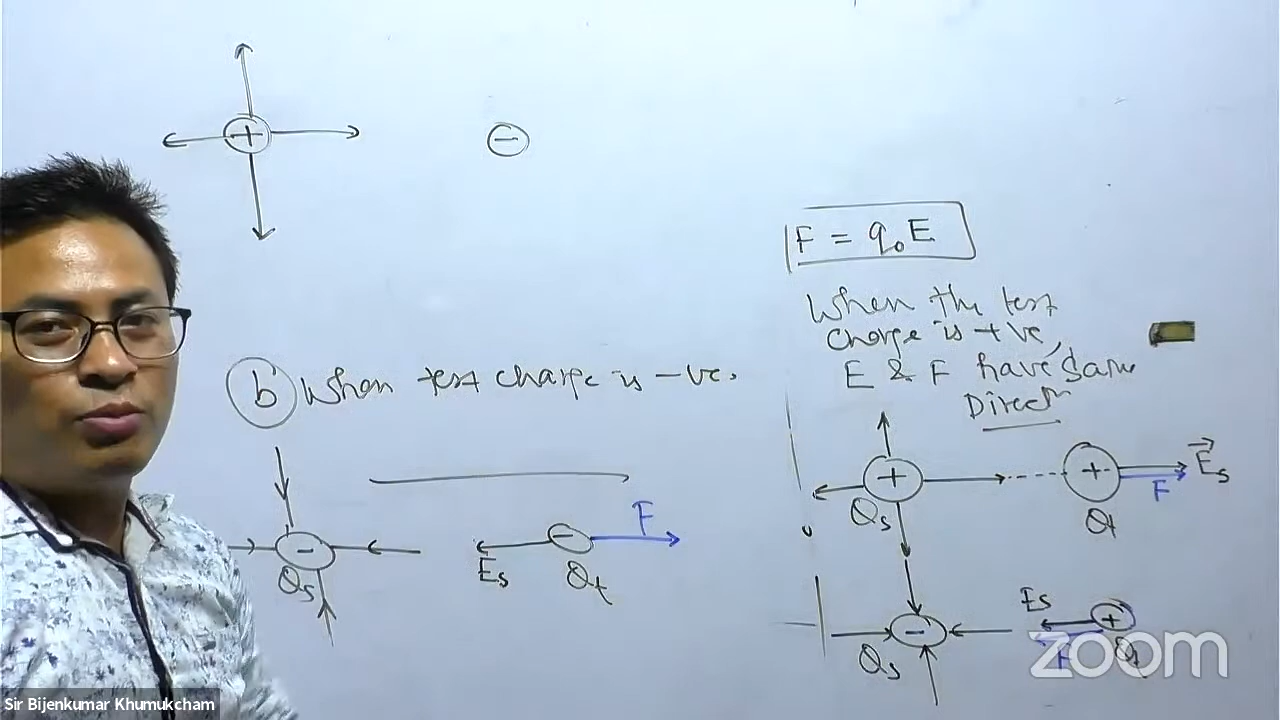 +
−
F = q₀E
When the test
charge is +ve,
E & F have same
Directn
b When test charge is -ve.
+
Qs
+
Qt
→Es
F
−
Qs
−
Qt
Es
F
−
Qs
Es
+
F
Qt
zoom
Sir Bijenkumar Khumukcham